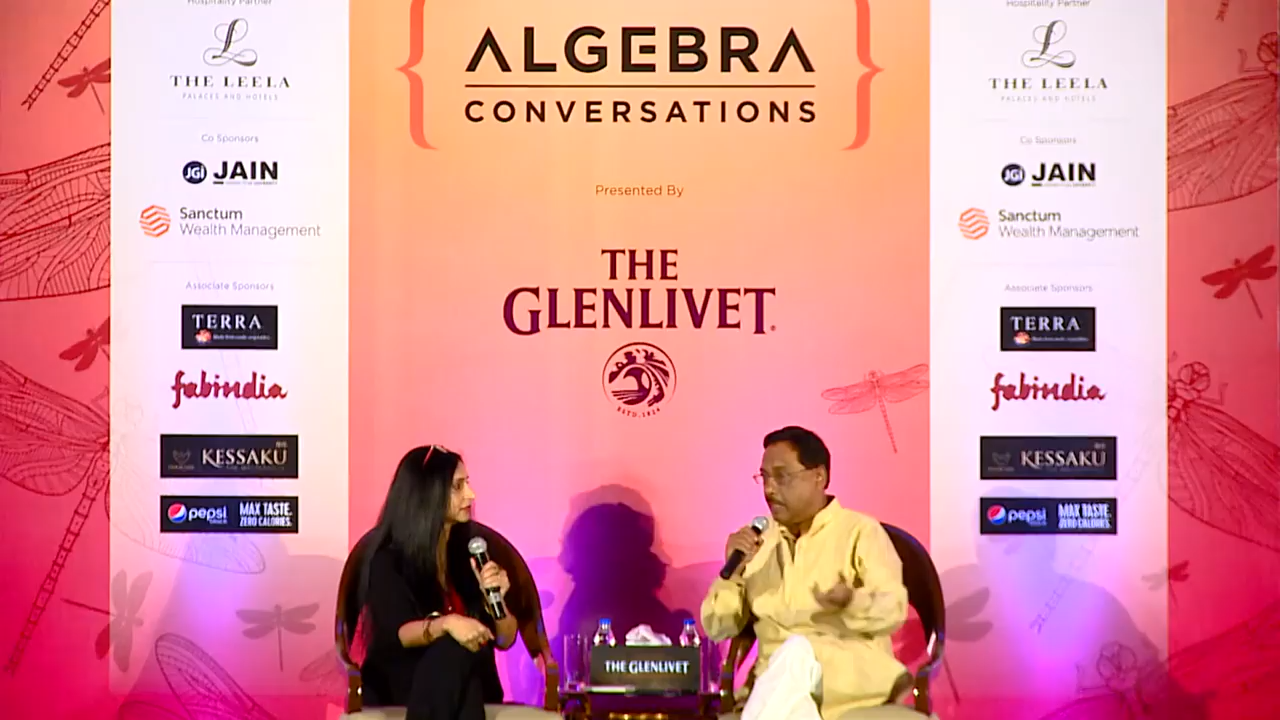 Hospitality Partner
THE LEELA
PALACES AND HOTELS
Co Sponsors
JGI JAIN
Sanctum
Wealth Management
Associate Sponsors
TERRA
fabindia
KESSAKU
pepsi MAX TASTE.
ZERO CALORIES.
ALGEBRA
CONVERSATIONS
Presented By
THE
GLENLIVET
ESTD. 1824
THE GLENLIVET
Hospitality Partner
THE LEELA
PALACES AND HOTELS
Co Sponsors
JGI JAIN
Sanctum
Wealth Management
Associate Sponsors
TERRA
fabindia
KESSAKU
pepsi MAX TASTE.
ZERO CALORIES.